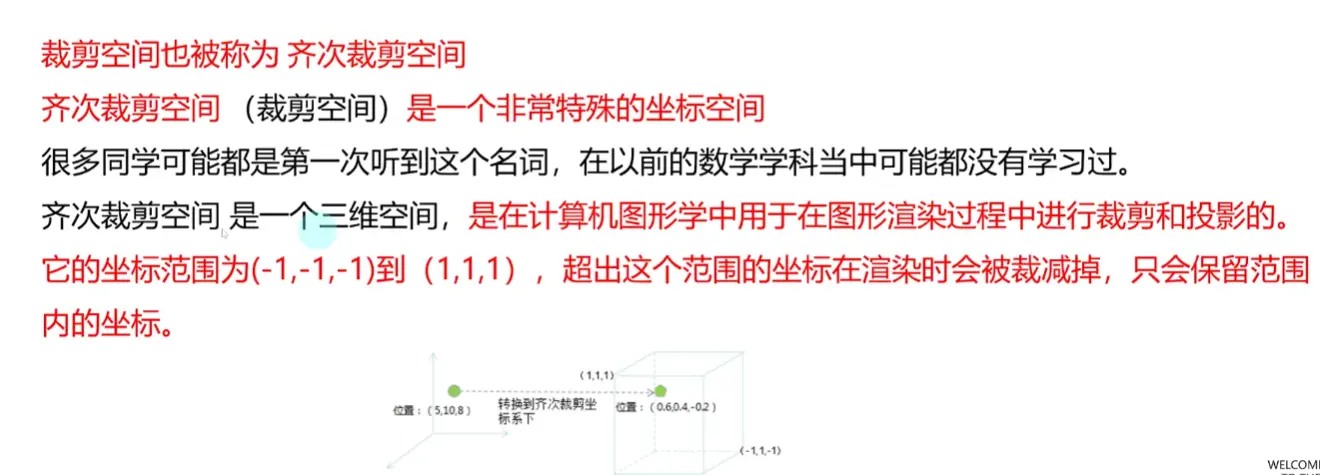 裁剪空间也被称为 齐次裁剪空间
齐次裁剪空间 （裁剪空间）是一个非常特殊的坐标空间
很多同学可能都是第一次听到这个名词，在以前的数学学科当中可能都没有学习过。
齐次裁剪空间 是一个三维空间，是在计算机图形学中用于在图形渲染过程中进行裁剪和投影的。
它的坐标范围为(-1,-1,-1)到（1,1,1），超出这个范围的坐标在渲染时会被裁减掉，只会保留范围
内的坐标。
（1,1,1）
位置：（5,10,8）
转换到齐次裁剪坐
标系下
位置：（0.6,0.4,-0.2）
（-1,1,-1）
WELCOME